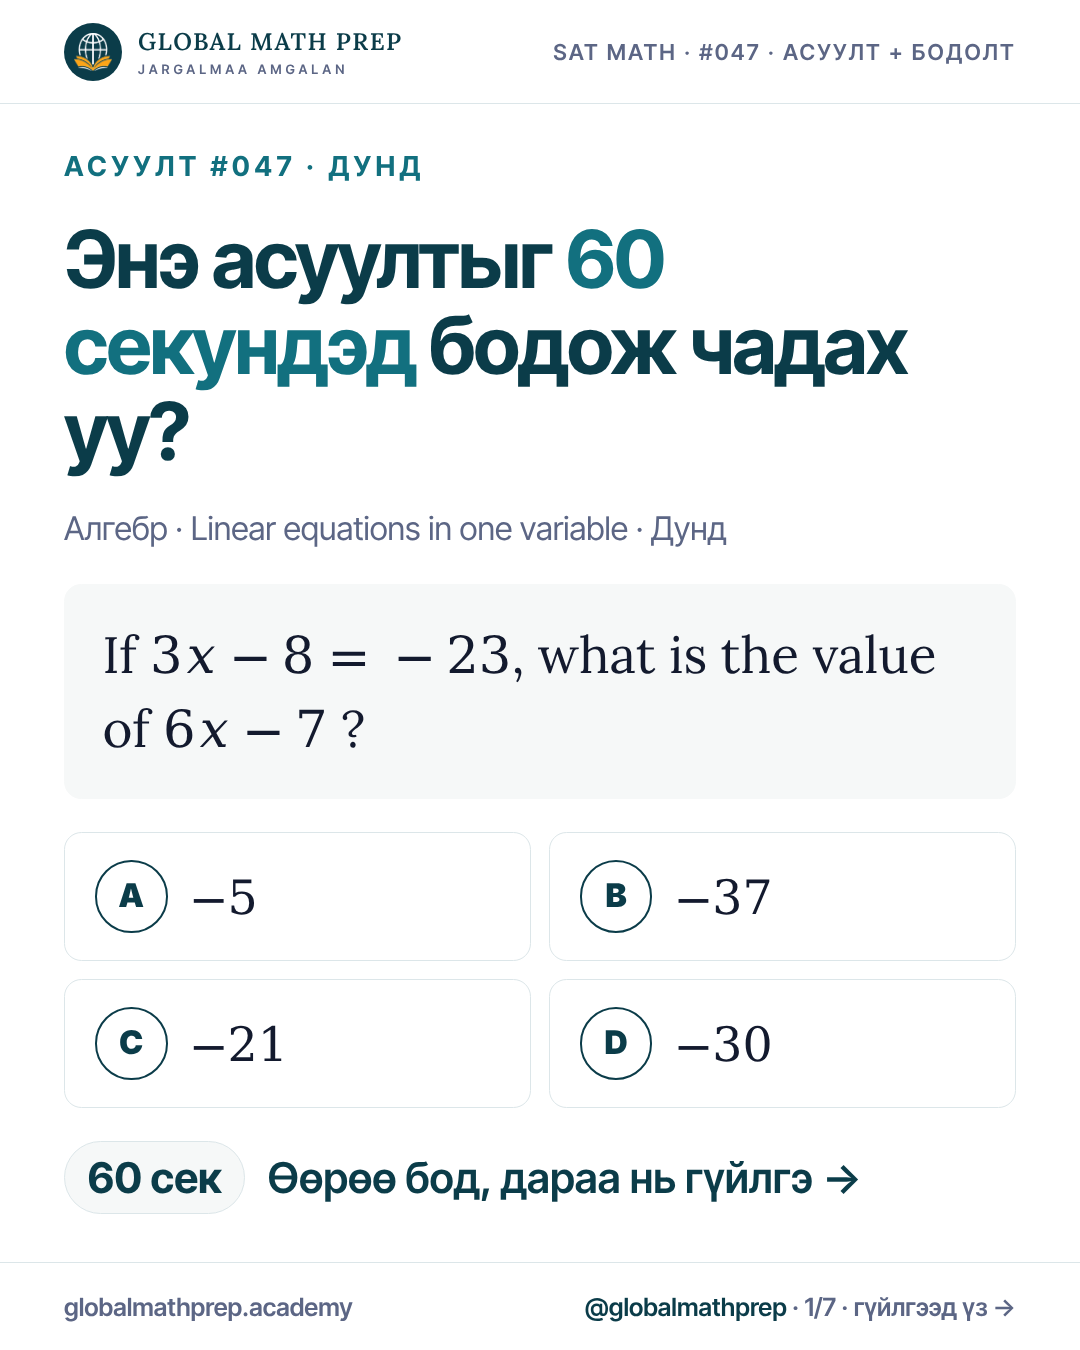 GLOBAL MATH PREP
JARGALMAA AMGALAN
SAT MATH · #047 · АСУУЛТ + БОДОЛТ
АСУУЛТ #047 · ДУНД
Энэ асуултыг 60
секундэд бодож чадах
уу?
Алгебр · Linear equations in one variable · Дунд
If 3x − 8 = − 23, what is the value
of 6x − 7 ?
A −5
B −37
C −21
D −30
60 сек Өөрөө бод, дараа нь гүйлгэ →
globalmathprep.academy
@globalmathprep · 1/7 · гүйлгээд үз →